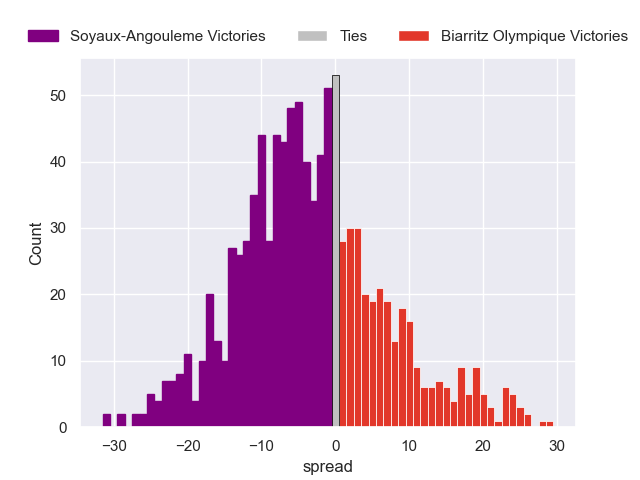 Soyaux-Angouleme Victories Ties Biarritz Olympique Victories
50
40
30
20
10
0
Count
−30 −20 −10 0 10 20 30
spread